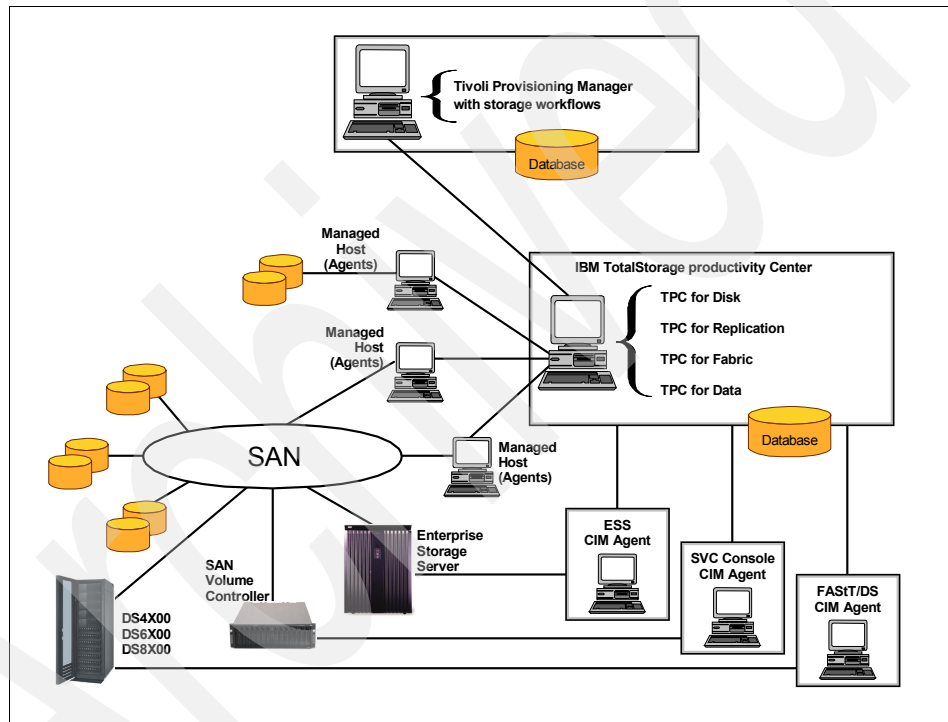 Tivoli Provisioning Manager
with storage workflows
Database
Managed
Host
(Agents)
IBM TotalStorage productivity Center
TPC for Disk
TPC for Replication
TPC for Fabric
TPC for Data
Database
Managed
Host
(Agents)
Managed
Host
(Agents)
SAN
ESS
CIM Agent
SVC Console
CIM Agent
FAStT/DS
CIM Agent
Enterprise
Storage
Server
SAN
Volume
Controller
DS4X00
DS6X00
DS8X00
Archived